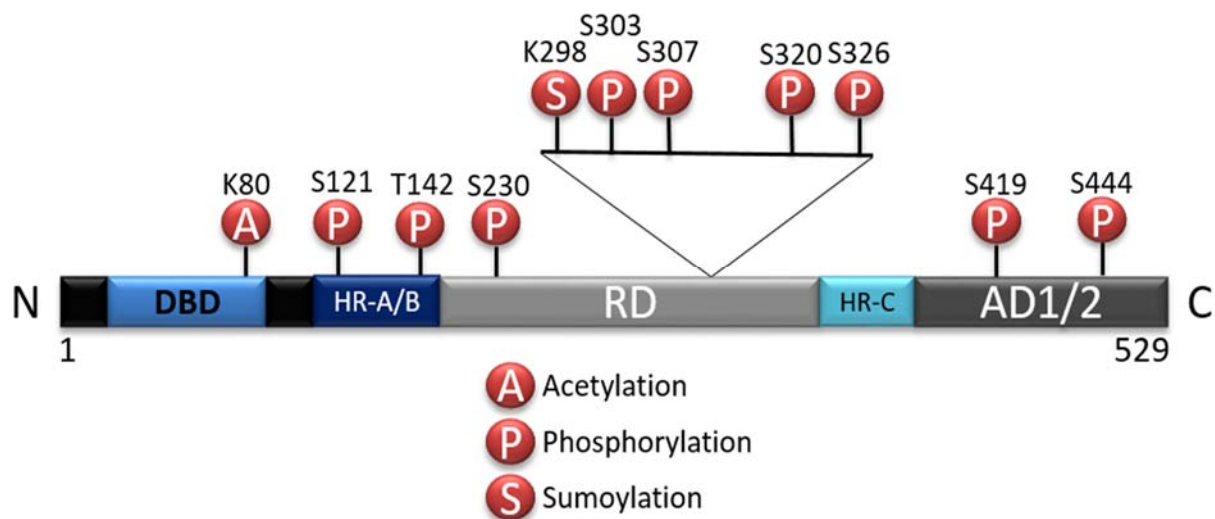 S303
K298 S307 S320 S326
S P P P P
K80 S121 T142 S230 S419 S444
A P P P P P
N DBD HR-A/B RD HR-C AD1/2 C
1 529
A Acetylation
P Phosphorylation
S Sumoylation